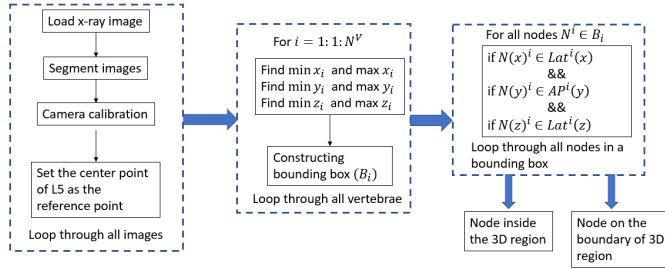 Load x-ray image
Segment images
Camera calibration
Set the center point
of L5 as the
reference point
Loop through all images
For i = 1: 1: N^V
Find min x_i and max x_i
Find min y_i and max y_i
Find min z_i and max z_i
Constructing
bounding box (B_i)
Loop through all vertebrae
For all nodes N^i ∈ B_i
if N(x)^i ∈ Lat^i(x)
&&
if N(y)^i ∈ AP^i(y)
&&
if N(z)^i ∈ Lat^i(z)
Loop through all nodes in a
bounding box
Node inside
the 3D region
Node on the
boundary of 3D
region